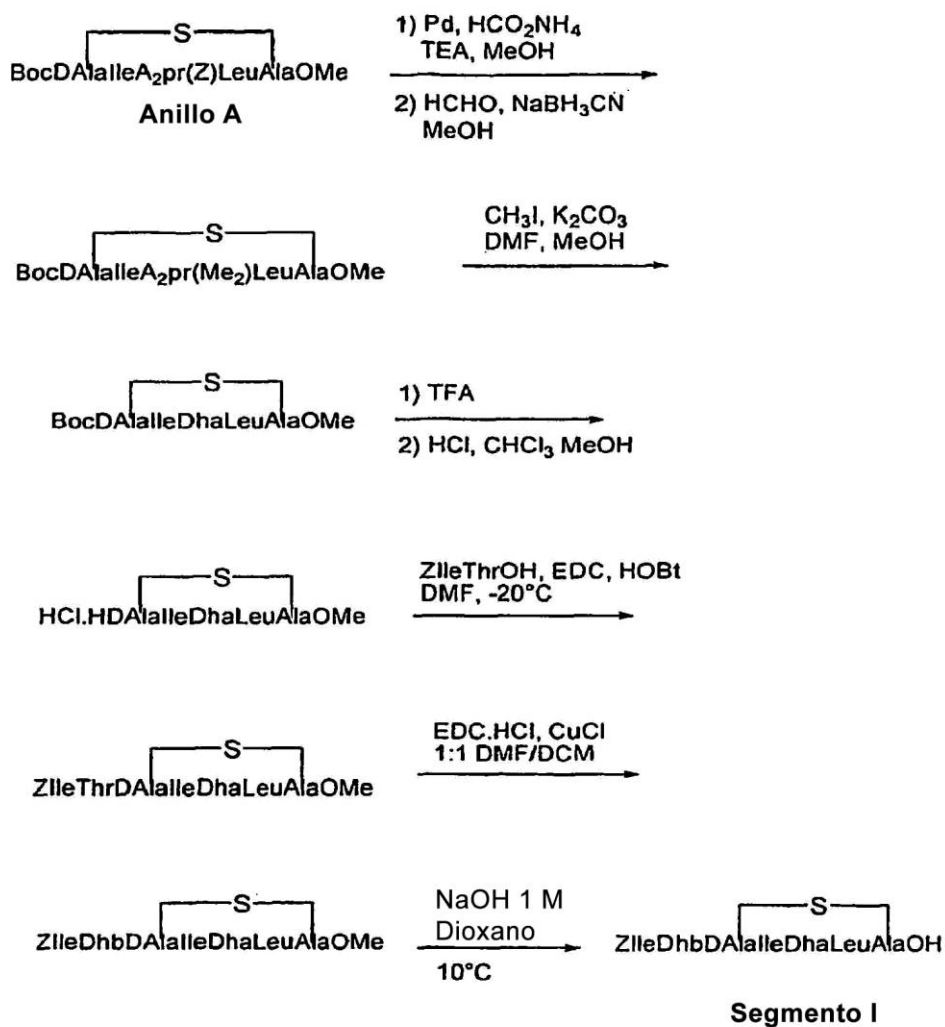 S
BocDAlaIleA₂pr(Z)LeuAlaOMe
Anillo A
1) Pd, HCO₂NH₄
TEA, MeOH
2) HCHO, NaBH₃CN
MeOH
S
BocDAlaIleA₂pr(Me₂)LeuAlaOMe
CH₃I, K₂CO₃
DMF, MeOH
S
BocDAlaIleDhaLeuAlaOMe
1) TFA
2) HCl, CHCl₃ MeOH
S
HCl.HDAlaIleDhaLeuAlaOMe
ZIleThrOH, EDC, HOBt
DMF, -20°C
S
ZIleThrDAlaIleDhaLeuAlaOMe
EDC.HCl, CuCl
1:1 DMF/DCM
S
ZIleDhbDAlaIleDhaLeuAlaOMe
NaOH 1 M
Dioxano
10°C
S
ZIleDhbDAlaIleDhaLeuAlaOH
Segmento I